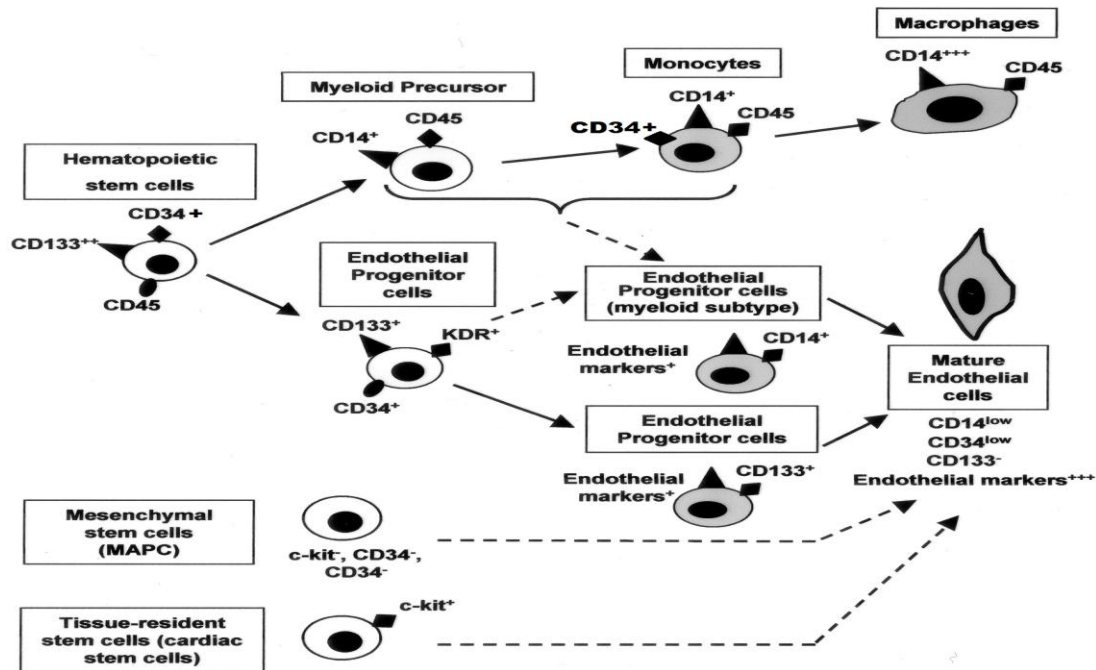 Macrophages
CD14+++
CD45
Monocytes
CD14+
CD34+
CD45
Myeloid Precursor
CD45
CD14+
Hematopoietic
stem cells
CD34+
CD133++
CD45
Endothelial
Progenitor
cells
CD133+
KDR+
CD34+
Endothelial
Progenitor cells
(myeloid subtype)
CD14+
Endothelial
markers+
Endothelial
Progenitor cells
CD133+
Endothelial
markers+
Mature
Endothelial
cells
CD14low
CD34low
CD133-
Endothelial markers+++
Mesenchymal
stem cells
(MAPC)
c-kit-, CD34-,
CD34-
Tissue-resident
stem cells (cardiac
stem cells)
c-kit+